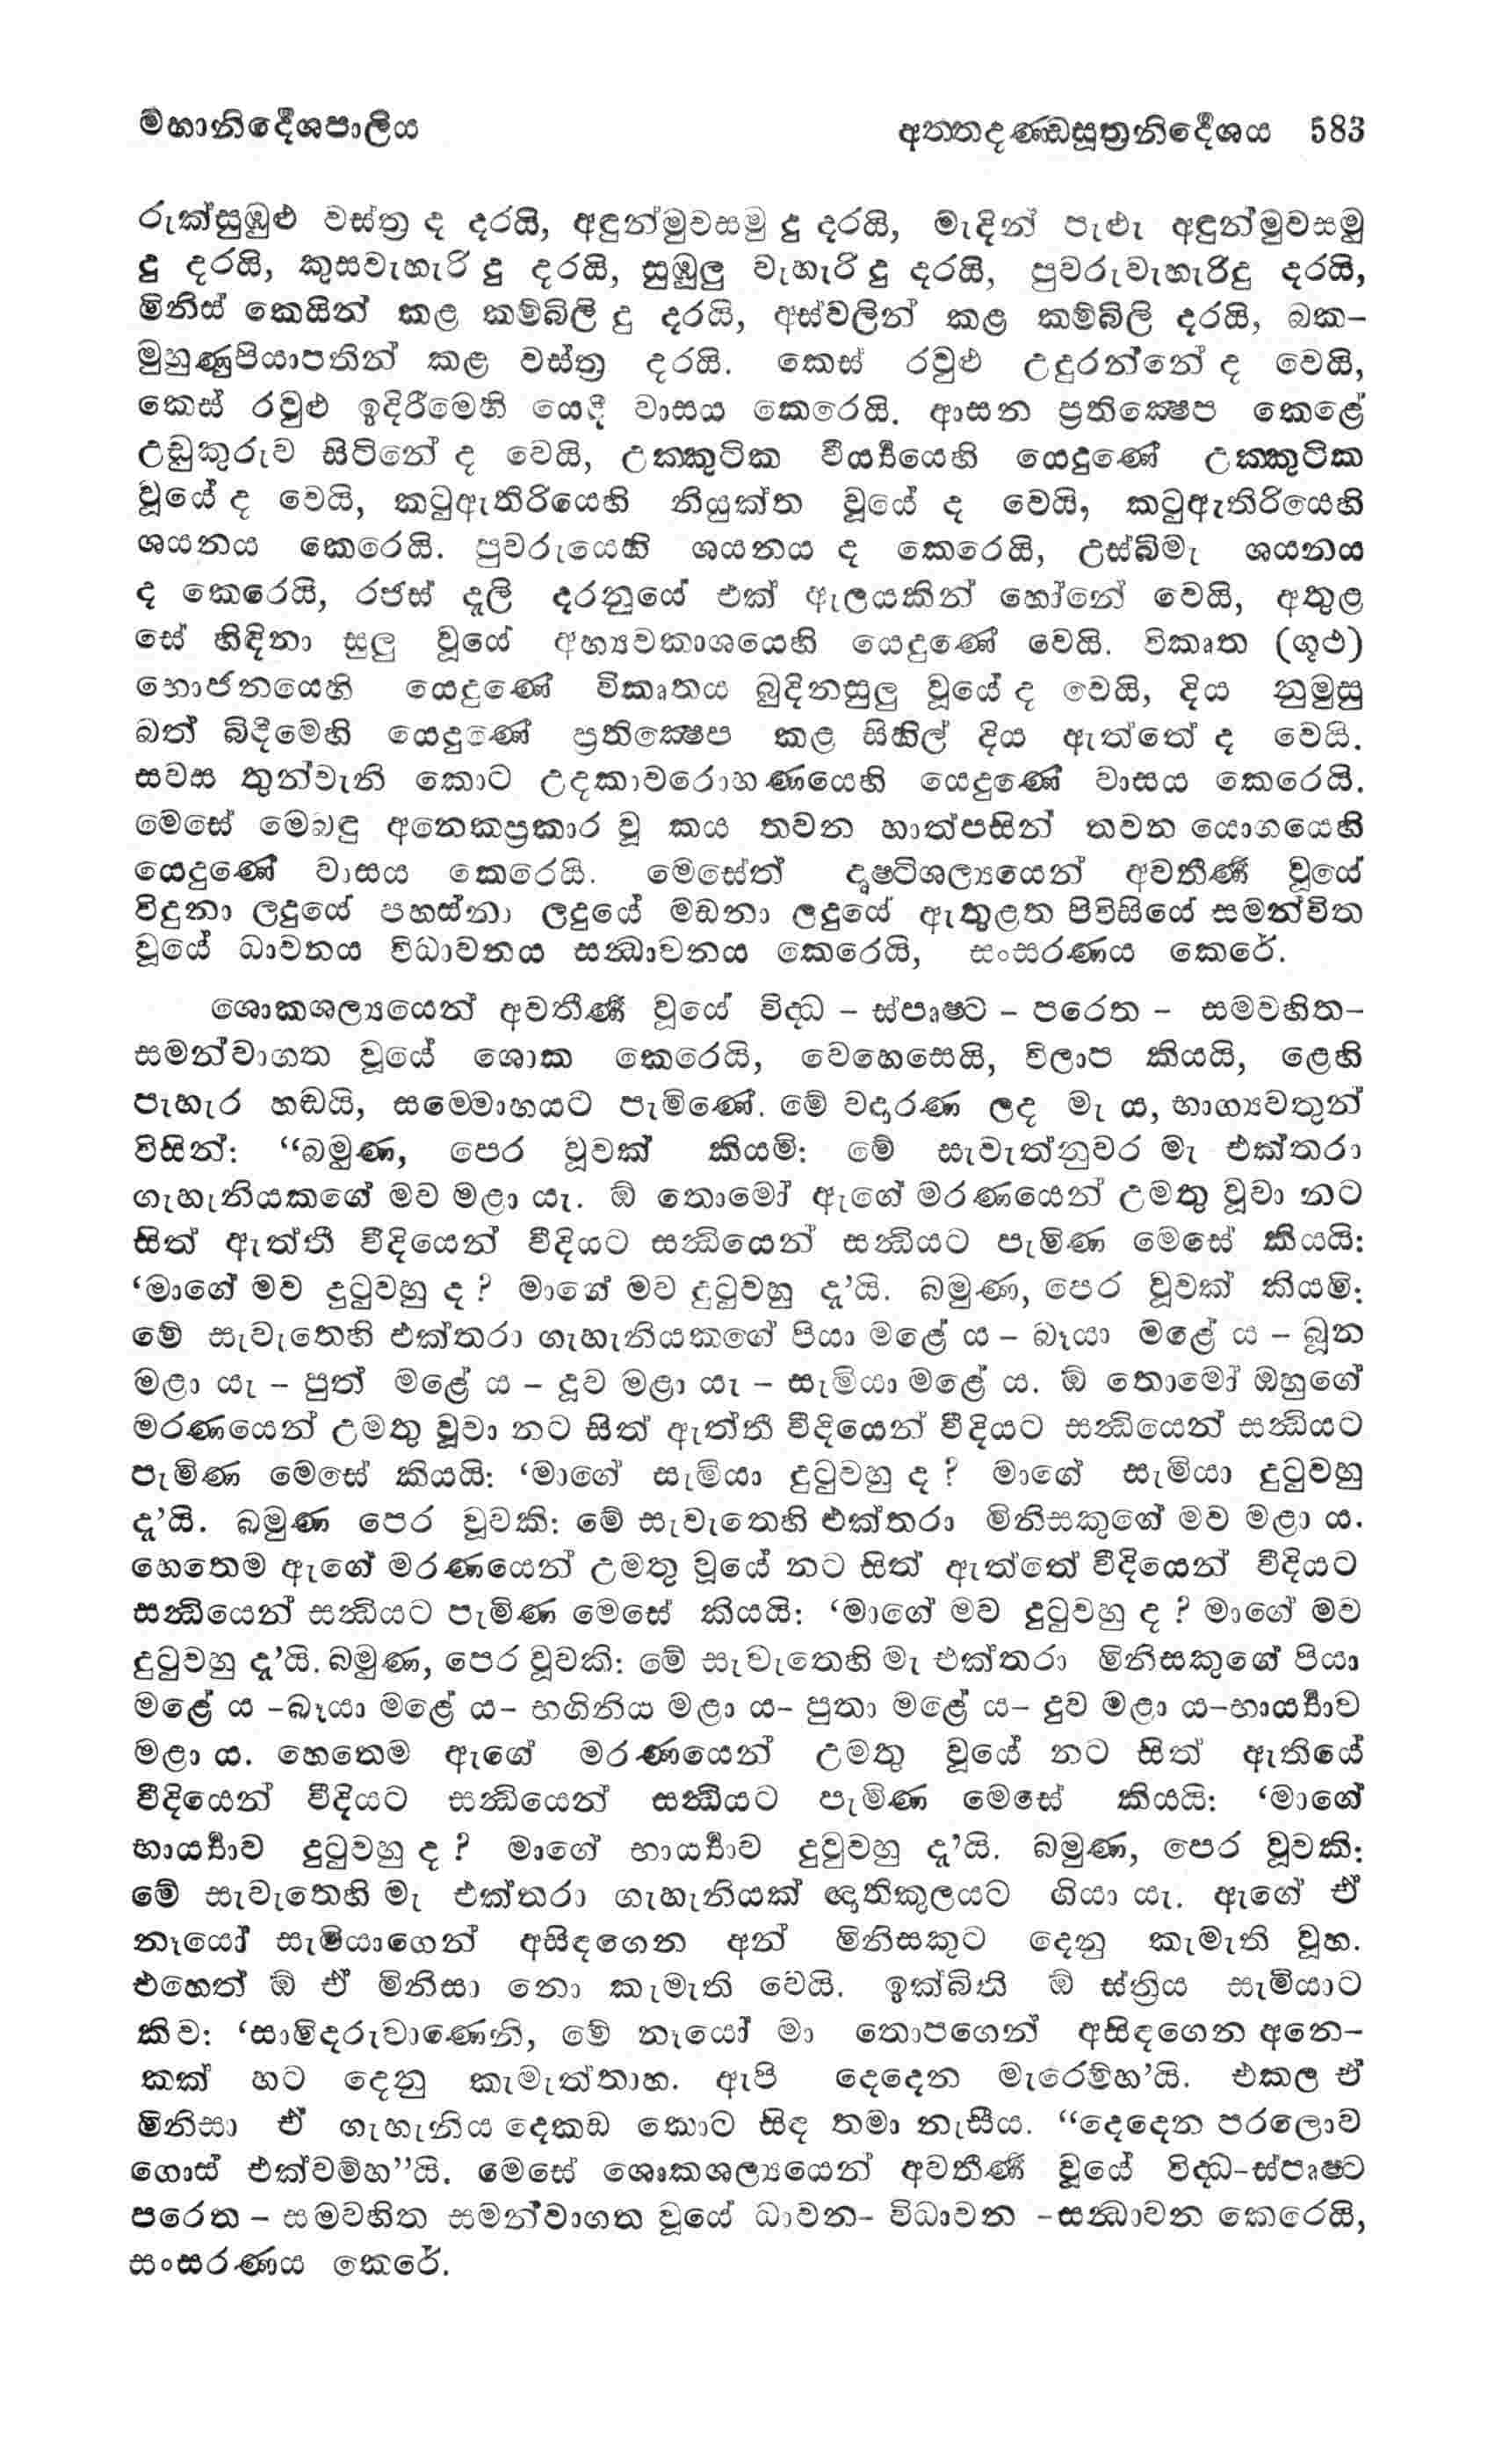 මහානිර්දේශපාලිය අත්තදණ්ඩසූත්‍රනිර්දේශය 583
රුක්සුඹුළු වස්ත්‍ර ද දරයි, අඳුන්මුවසමු දු දරයි, මැදින් පැළු අඳුන්මුවසමු
දු දරයි, කුසවැහැරි දු දරයි, සුඹුලු වැහැරි දු දරයි, පුවරුවැහැරිදු දරයි,
මිනිස් කෙසින් කළ කම්බිලි දු දරයි, අස්වලින් කළ කම්බිලි දරයි, බක–
මුහුණුපියාපතින් කළ වස්ත්‍ර දරයි. කෙස් රවුළු උදුරන්නේ ද වෙයි,
කෙස් රවුළු ඉදිරීමෙහි යෙදී වාසය කෙරෙයි. ආසන ප්‍රතික්‍ෂෙප කෙළේ
උඩුකුරුව සිටිනේ ද වෙයි, උක්කුටික වීර්‍ය්‍යයෙහි යෙදුණේ උක්කුටික
වූයේ ද වෙයි, කටුඇතිරියෙහි නියුක්ත වූයේ ද වෙයි, කටුඇතිරියෙහි
ශයනය කෙරෙයි. පුවරුයෙහි ශයනය ද කෙරෙයි, උස්බිමැ ශයනය
ද කෙරෙයි, රජස් දූලි දරනුයේ එක් ඇලයකින් හෝනේ වෙයි, අතුළ
සේ හිඳිනා සුලු වූයේ අභ්‍යවකාශයෙහි යෙදුණේ වෙයි. විකෘත (ගූථ)
භොජනයෙහි යෙදුණේ විකෘතය බුදිනසුලු වූයේ ද වෙයි, දිය නුමුසු
බත් බිදීමෙහි යෙදුණේ ප්‍රතික්‍ෂෙප කළ සිහිල් දිය ඇත්තේ ද වෙයි.
සවස තුන්වැනි කොට උදකාවරොහණයෙහි යෙදුණේ වාසය කෙරෙයි.
මෙසේ මෙබඳු අනෙකප්‍රකාර වූ කය තවන හාත්පසින් තවන යොගයෙහි
යෙදුණේ වාසය කෙරෙයි. මෙසේත් දෘෂ්ටිශල්‍යයෙන් අවතීර්ණ වූයේ
විදුනා ලදුයේ පහස්නා ලදුයේ මඩනා ලදුයේ ඇතුළත පිවිසියේ සමන්විත
වූයේ ධාවනය විධාවනය සන්‍ධාවනය කෙරෙයි, සංසරණය කෙරේ.
ශොකශල්‍යයෙන් අවතීර්ණ වූයේ විද්‍ධ – ස්පෘෂ්ට – පරෙත – සමවහිත–
සමන්වාගත වූයේ ශොක කෙරෙයි, වෙහෙසෙයි, විලාප කියයි, ළෙහි
පැහැර හඬයි, සම්මොහයට පැමිණේ. මේ වදාරණ ලද මැ ය, භාග්‍යවතුන්
විසින්: “බමුණ, පෙර වූවක් කියමි: මේ සැවැත්නුවර මැ එක්තරා
ගැහැනියකගේ මව මළා යැ. ඕ තොමෝ ඇගේ මරණයෙන් උමතු වූවා නට
සිත් ඇත්තී වීදියෙන් වීදියට සන්‍ධියෙන් සන්‍ධියට පැමිණ මෙසේ කියයි:
‘මාගේ මව දුටුවහු ද? මාගේ මව දුටුවහු දැ’යි. බමුණ, පෙර වූවක් කියමි:
මේ සැවැතෙහි එක්තරා ගැහැනියකගේ පියා මළේ ය – බෑයා මළේ ය – බූන
මළා යැ – පුත් මළේ ය – දූව මළා යැ – සැමියා මළේ ය. ඕ තොමෝ ඔහුගේ
මරණයෙන් උමතු වූවා නට සිත් ඇත්තී වීදියෙන් වීදියට සන්‍ධියෙන් සන්‍ධියට
පැමිණ මෙසේ කියයි: ‘මාගේ සැමියා දුටුවහු ද? මාගේ සැමියා දුටුවහු
දැ’යි. බමුණ පෙර වූවකි: මේ සැවැතෙහි එක්තරා මිනිසකුගේ මව මළා ය.
හෙතෙම ඇගේ මරණයෙන් උමතු වූයේ නට සිත් ඇත්තේ වීදියෙන් වීදියට
සන්‍ධියෙන් සන්‍ධියට පැමිණ මෙසේ කියයි: ‘මාගේ මව දුටුවහු ද? මාගේ මව
දුටුවහු දැ’යි. බමුණ, පෙර වූවකි: මේ සැවැතෙහි මැ එක්තරා මිනිසකුගේ පියා
මළේ ය –බෑයා මළේ ය– භගිනිය මළා ය– පුතා මළේ ය– දුව මළා ය–භාර්‍ය්‍යාව
මළා ය. හෙතෙම ඇගේ මරණයෙන් උමතු වූයේ නට සිත් ඇතියේ
වීදියෙන් වීදියට සන්‍ධියෙන් සන්‍ධියට පැමිණ මෙසේ කියයි: ‘මාගේ
භාර්‍ය්‍යාව දුටුවහු ද? මාගේ භාර්‍ය්‍යාව දුටුවහු දැ’යි. බමුණ, පෙර වූවකි:
මේ සැවැතෙහි මැ එක්තරා ගැහැනියක් ඥාතිකුලයට ගියා යැ. ඇගේ ඒ
නෑයෝ සැමියාගෙන් අසිඳගෙන අන් මිනිසකුට දෙනු කැමැති වූහ.
එහෙත් ඕ ඒ මිනිසා නො කැමැති වෙයි. ඉක්බිති ඕ ස්ත්‍රිය සැමියාට
කිව: ‘සාමිදරුවාණෙනි, මේ නෑයෝ මා තොපගෙන් අසිඳගෙන අනෙ–
කක් හට දෙනු කැමැත්තාහ. ඇපි දෙදෙන මැරෙම්හ’යි. එකල ඒ
මිනිසා ඒ ගැහැනිය දෙකඩ කොට සිඳ තමා නැසීය. “දෙදෙන පරලොව
ගොස් එක්වම්හ”යි. මෙසේ ශොකශල්‍යයෙන් අවතීර්ණ වූයේ විද්‍ධ–ස්පෘෂ්ට
පරෙත – සමවහිත සමන්වාගත වූයේ ධාවන– විධාවන –සන්‍ධාවන කෙරෙයි,
සංසරණය කෙරේ.